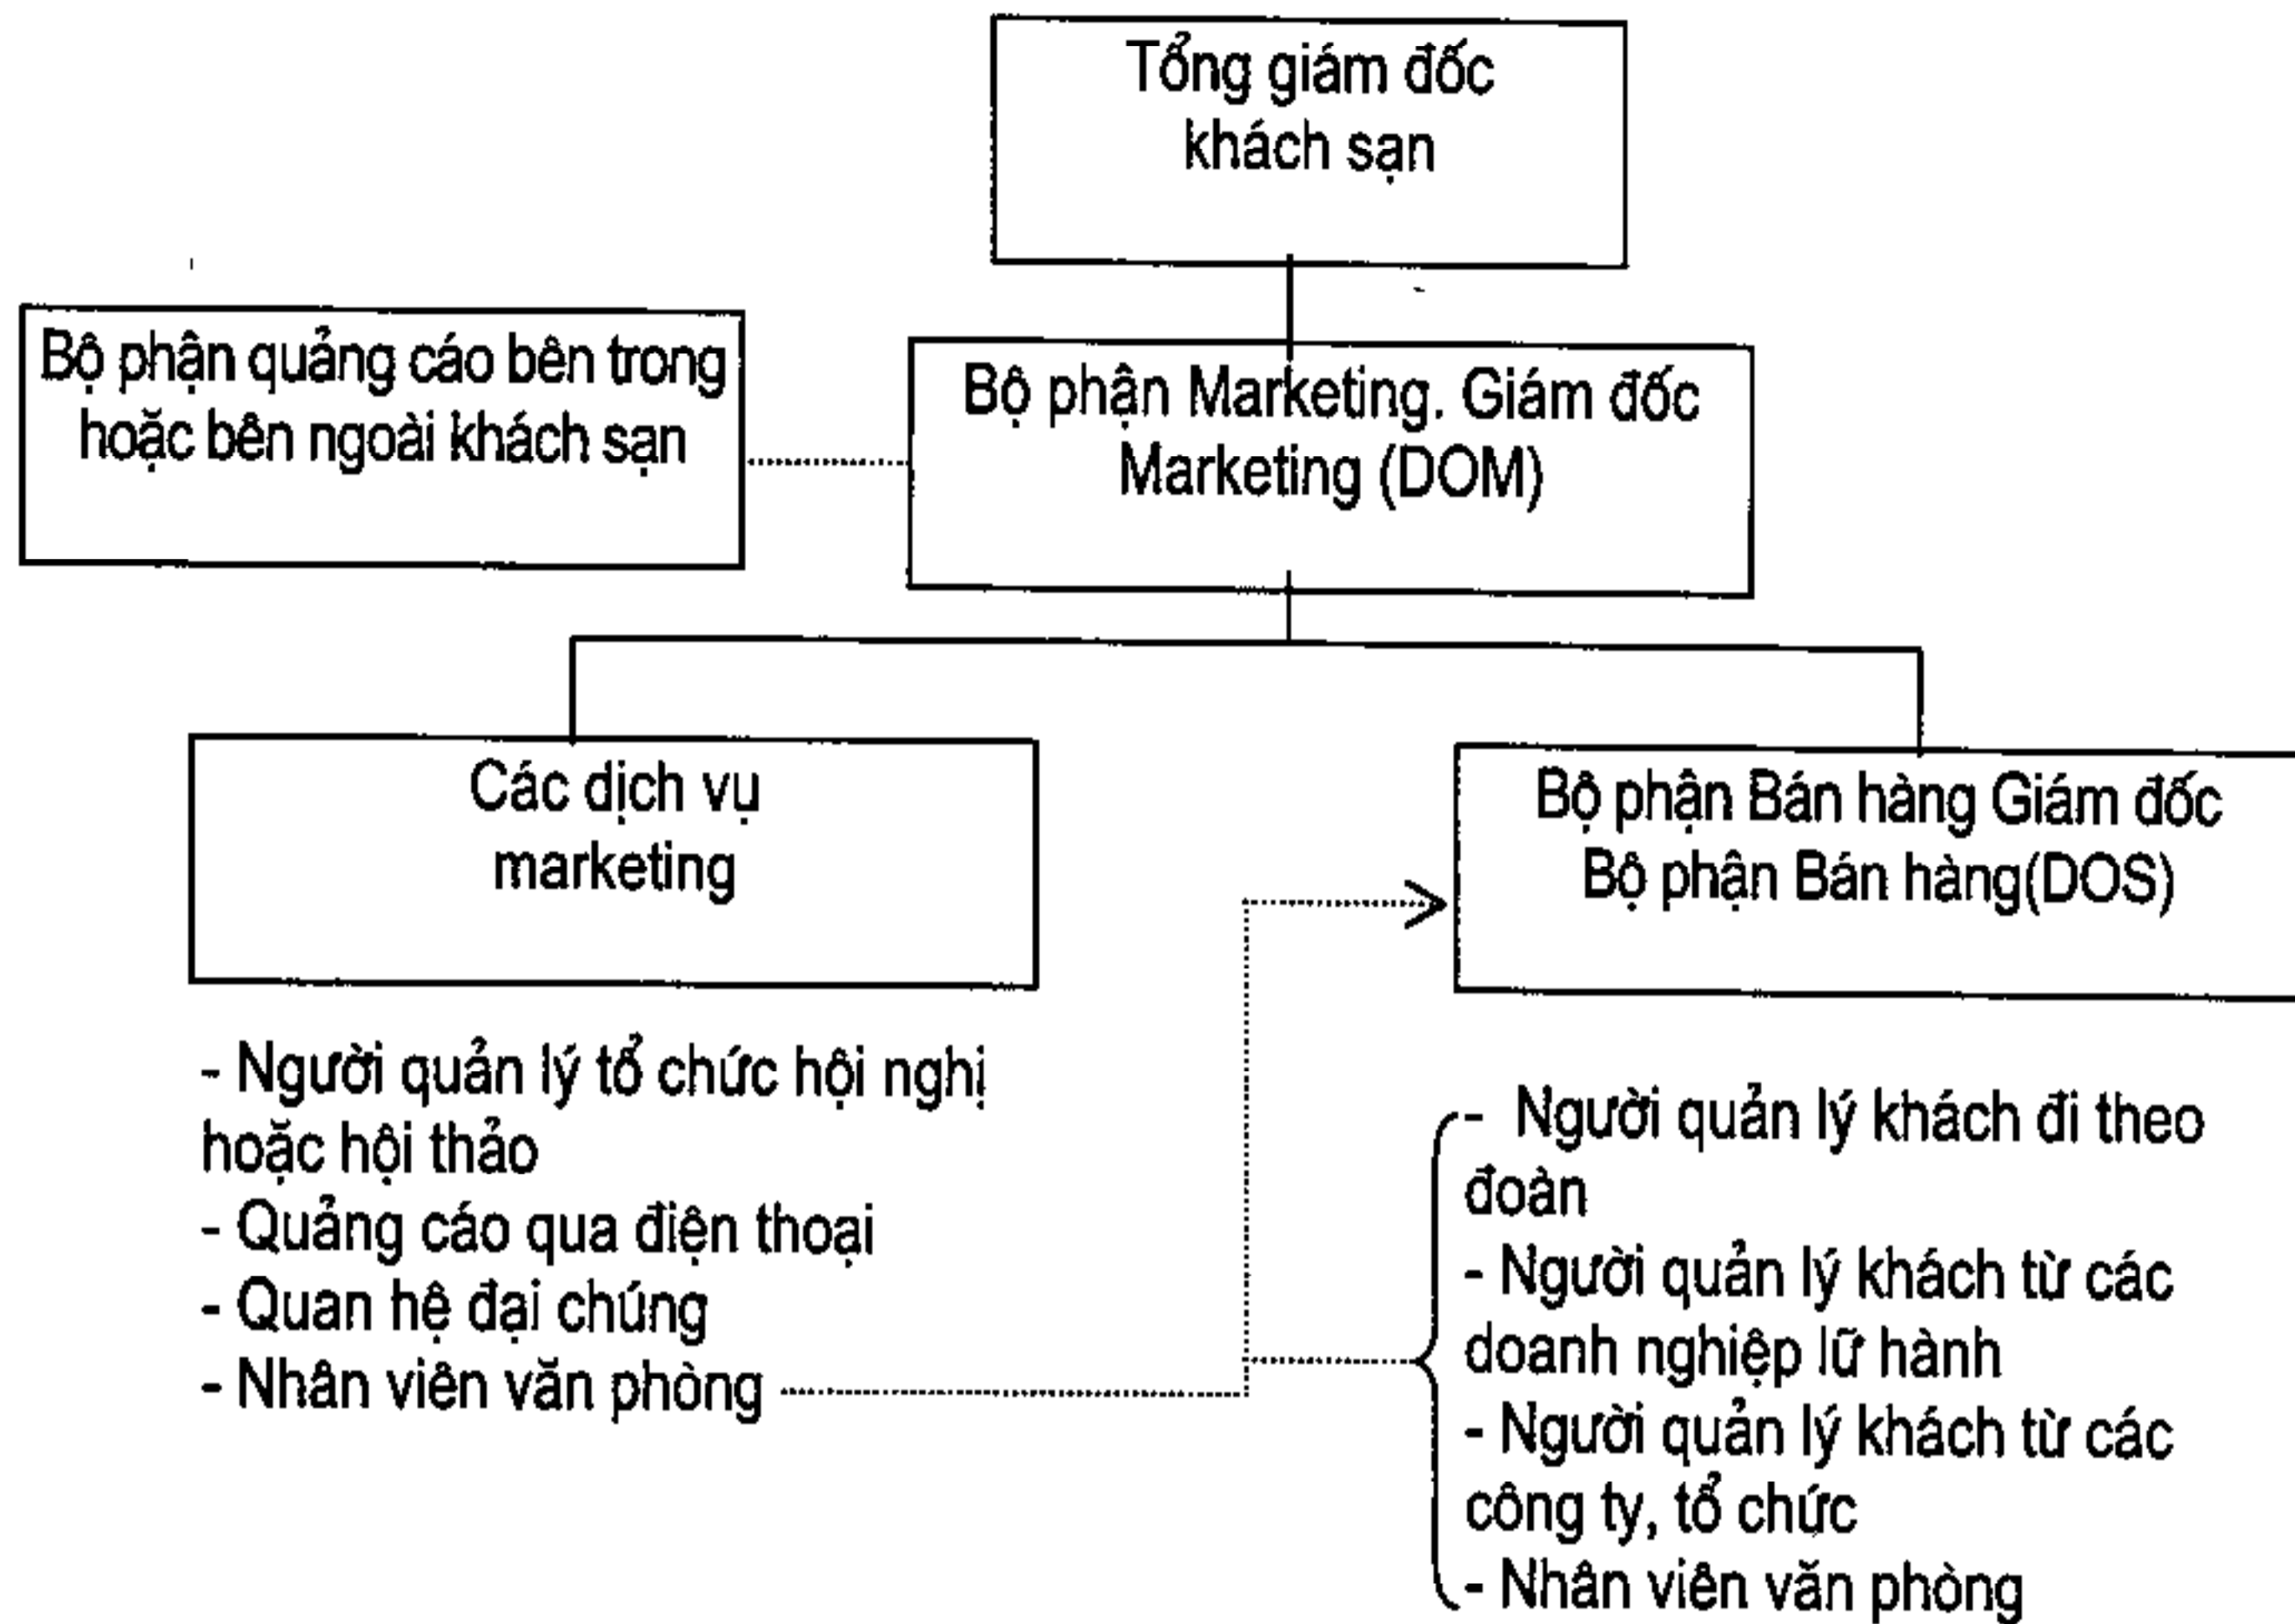 Tổng giám đốc
khách sạn
Bộ phận quảng cáo bên trong
hoặc bên ngoài khách sạn
Bộ phận Marketing. Giám đốc
Marketing (DOM)
Các dịch vụ
marketing
Bộ phận Bán hàng Giám đốc
Bộ phận Bán hàng(DOS)
- Người quản lý tổ chức hội nghị
hoặc hội thảo
- Quảng cáo qua điện thoại
- Quan hệ đại chúng
- Nhân viên văn phòng
- Người quản lý khách đi theo
đoàn
- Người quản lý khách từ các
doanh nghiệp lữ hành
- Người quản lý khách từ các
công ty, tổ chức
- Nhân viên văn phòng